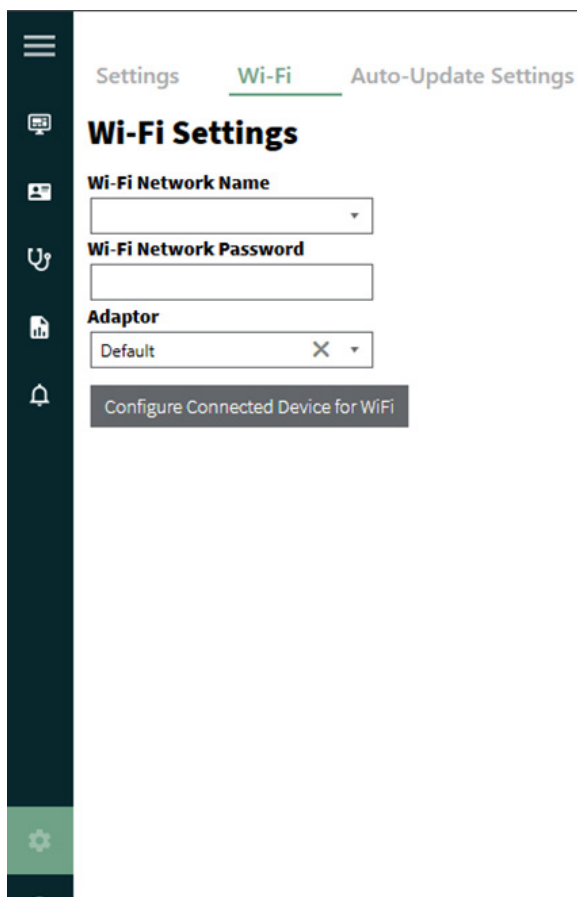 Settings Wi-Fi Auto-Update Settings
Wi-Fi Settings
Wi-Fi Network Name
Wi-Fi Network Password
Adaptor
Default
Configure Connected Device for WiFi